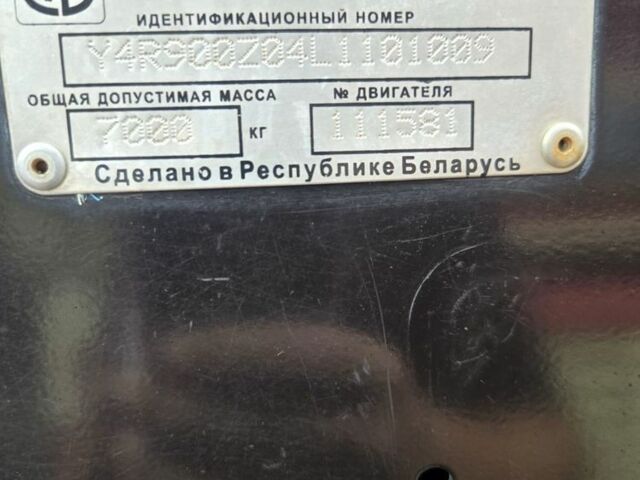 ИДЕНТИФИКАЦИОННЫЙ НОМЕР
Y4R900Z04L1101009
ОБЩАЯ ДОПУСТИМАЯ МАССА № ДВИГАТЕЛЯ
7000 КГ 111581
Сделано в Республике Беларусь